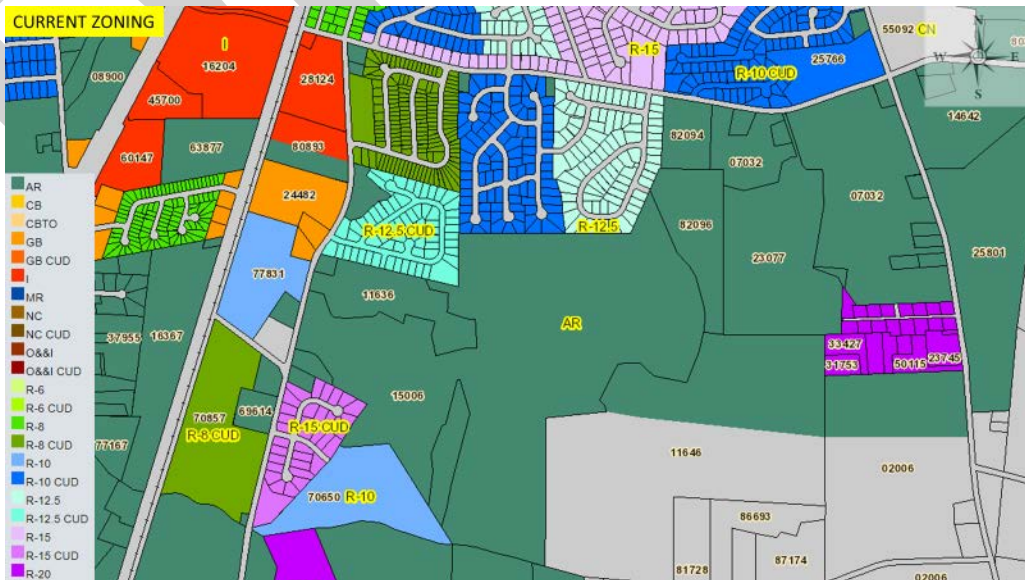 CURRENT ZONING
I
16204
08900
45700
60147
63877
28124
80893
24482
77831
R-12.5 CUD
11636
37955
16367
77167
70857
R-8 CUD
69614
R-15 CUD
15006
70650
R-10
R-15
R-10 CUD
25766
55092
CN
N
W
E
S
14642
82094
07032
07032
R-12.5
82096
23077
25801
AR
33427
31753
50115
23745
11646
02006
86693
81728
87174
02006
AR
CB
CBTO
GB
GB CUD
I
MR
NC
NC CUD
O&&I
O&&I CUD
R-6
R-6 CUD
R-8
R-8 CUD
R-10
R-10 CUD
R-12.5
R-12.5 CUD
R-15
R-15 CUD
R-20